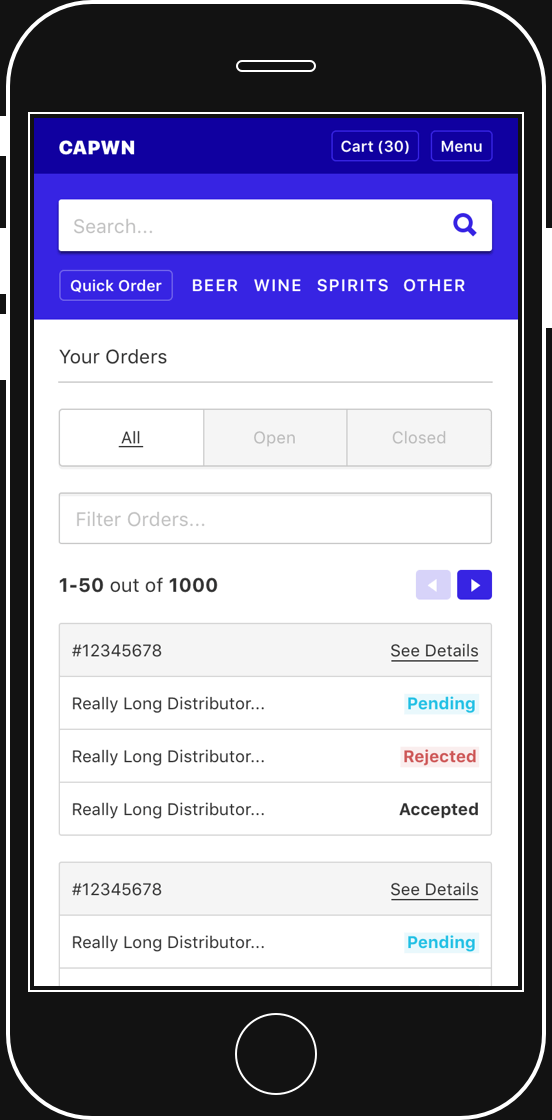 CAPWN Cart (30) Menu
Search...
Quick Order BEER WINE SPIRITS OTHER
Your Orders
All Open Closed
Filter Orders...
1-50 out of 1000
#12345678 See Details
Really Long Distributor... Pending
Really Long Distributor... Rejected
Really Long Distributor... Accepted
#12345678 See Details
Really Long Distributor... Pending